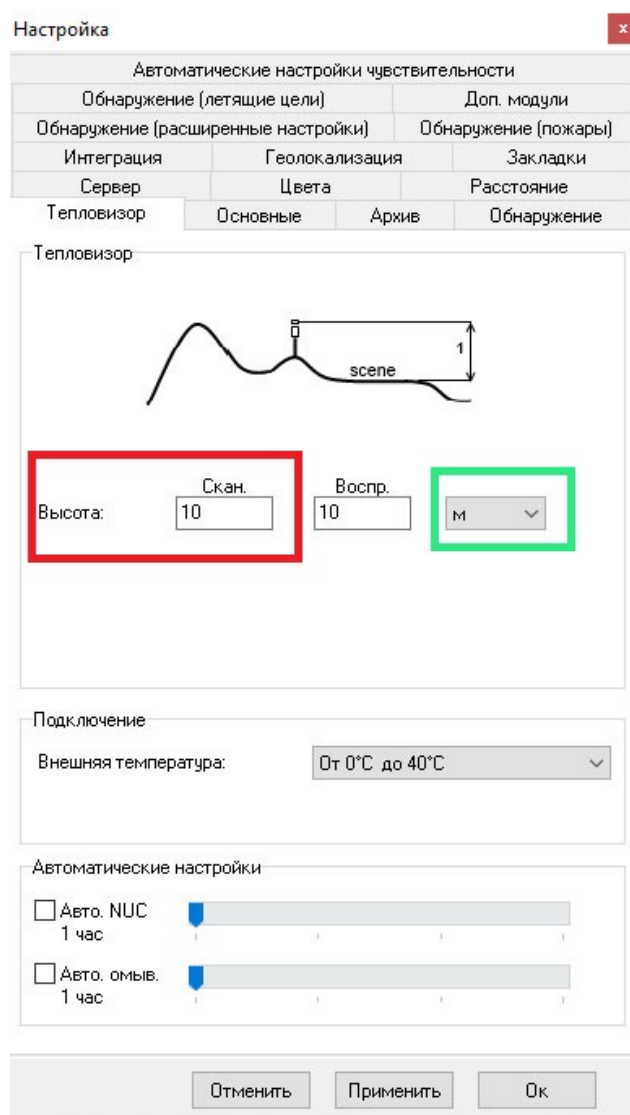 Настройка x
Автоматические настройки чувствительности
Обнаружение (летящие цели) Доп. модули
Обнаружение (расширенные настройки) Обнаружение (пожары)
Интеграция Геолокализация Закладки
Сервер Цвета Расстояние
Тепловизор Основные Архив Обнаружение
Тепловизор
1
scene
Скан. Воспр.
Высота: 10 10 м
Подключение
Внешняя температура: От 0°C до 40°C
Автоматические настройки
Авто. NUC
1 час
Авто. омыв.
1 час
Отменить Применить Ок